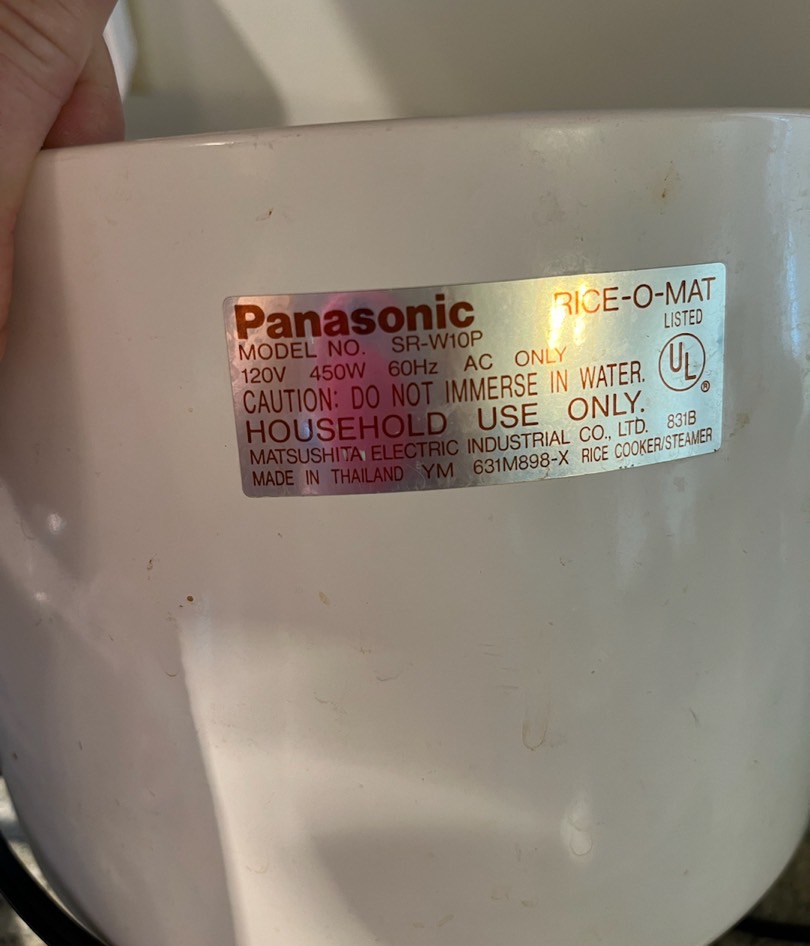 Panasonic RICE-O-MAT
MODEL NO. SR-W10P LISTED
120V 450W 60Hz AC ONLY
UL
®
CAUTION: DO NOT IMMERSE IN WATER.
HOUSEHOLD USE ONLY.
MATSUSHITA ELECTRIC INDUSTRIAL CO., LTD. 831B
MADE IN THAILAND YM 631M898-X RICE COOKER/STEAMER